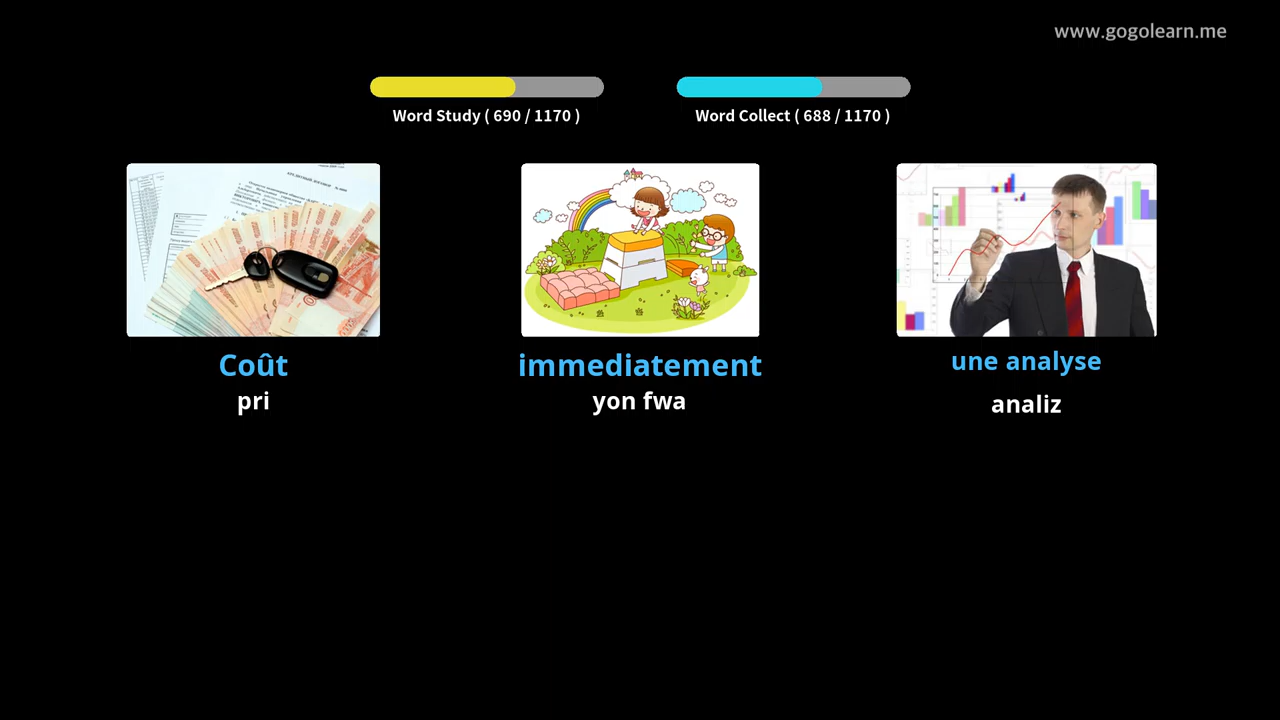 www.gogolearn.me
Word Study ( 690 / 1170 )
Word Collect ( 688 / 1170 )
Coût
pri
immediatement
yon fwa
une analyse
analiz